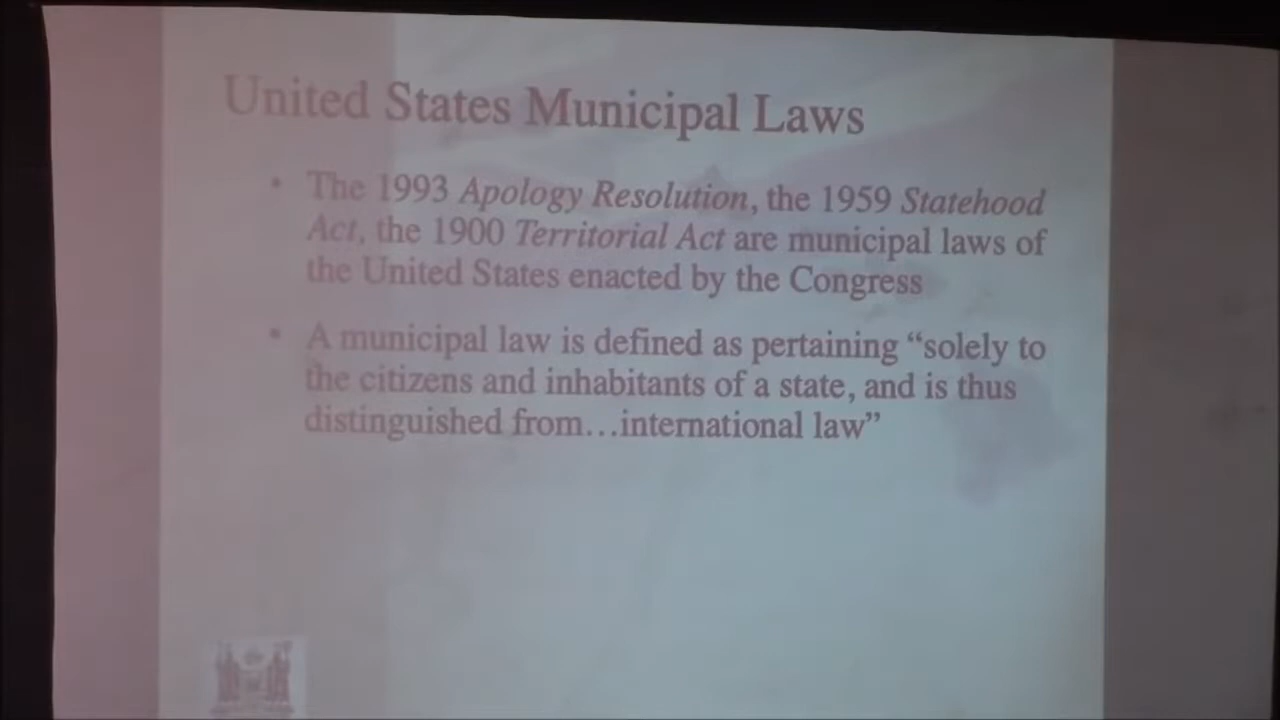 United States Municipal Laws
• The 1993 Apology Resolution, the 1959 Statehood
Act, the 1900 Territorial Act are municipal laws of
the United States enacted by the Congress
• A municipal law is defined as pertaining “solely to
the citizens and inhabitants of a state, and is thus
distinguished from…international law”